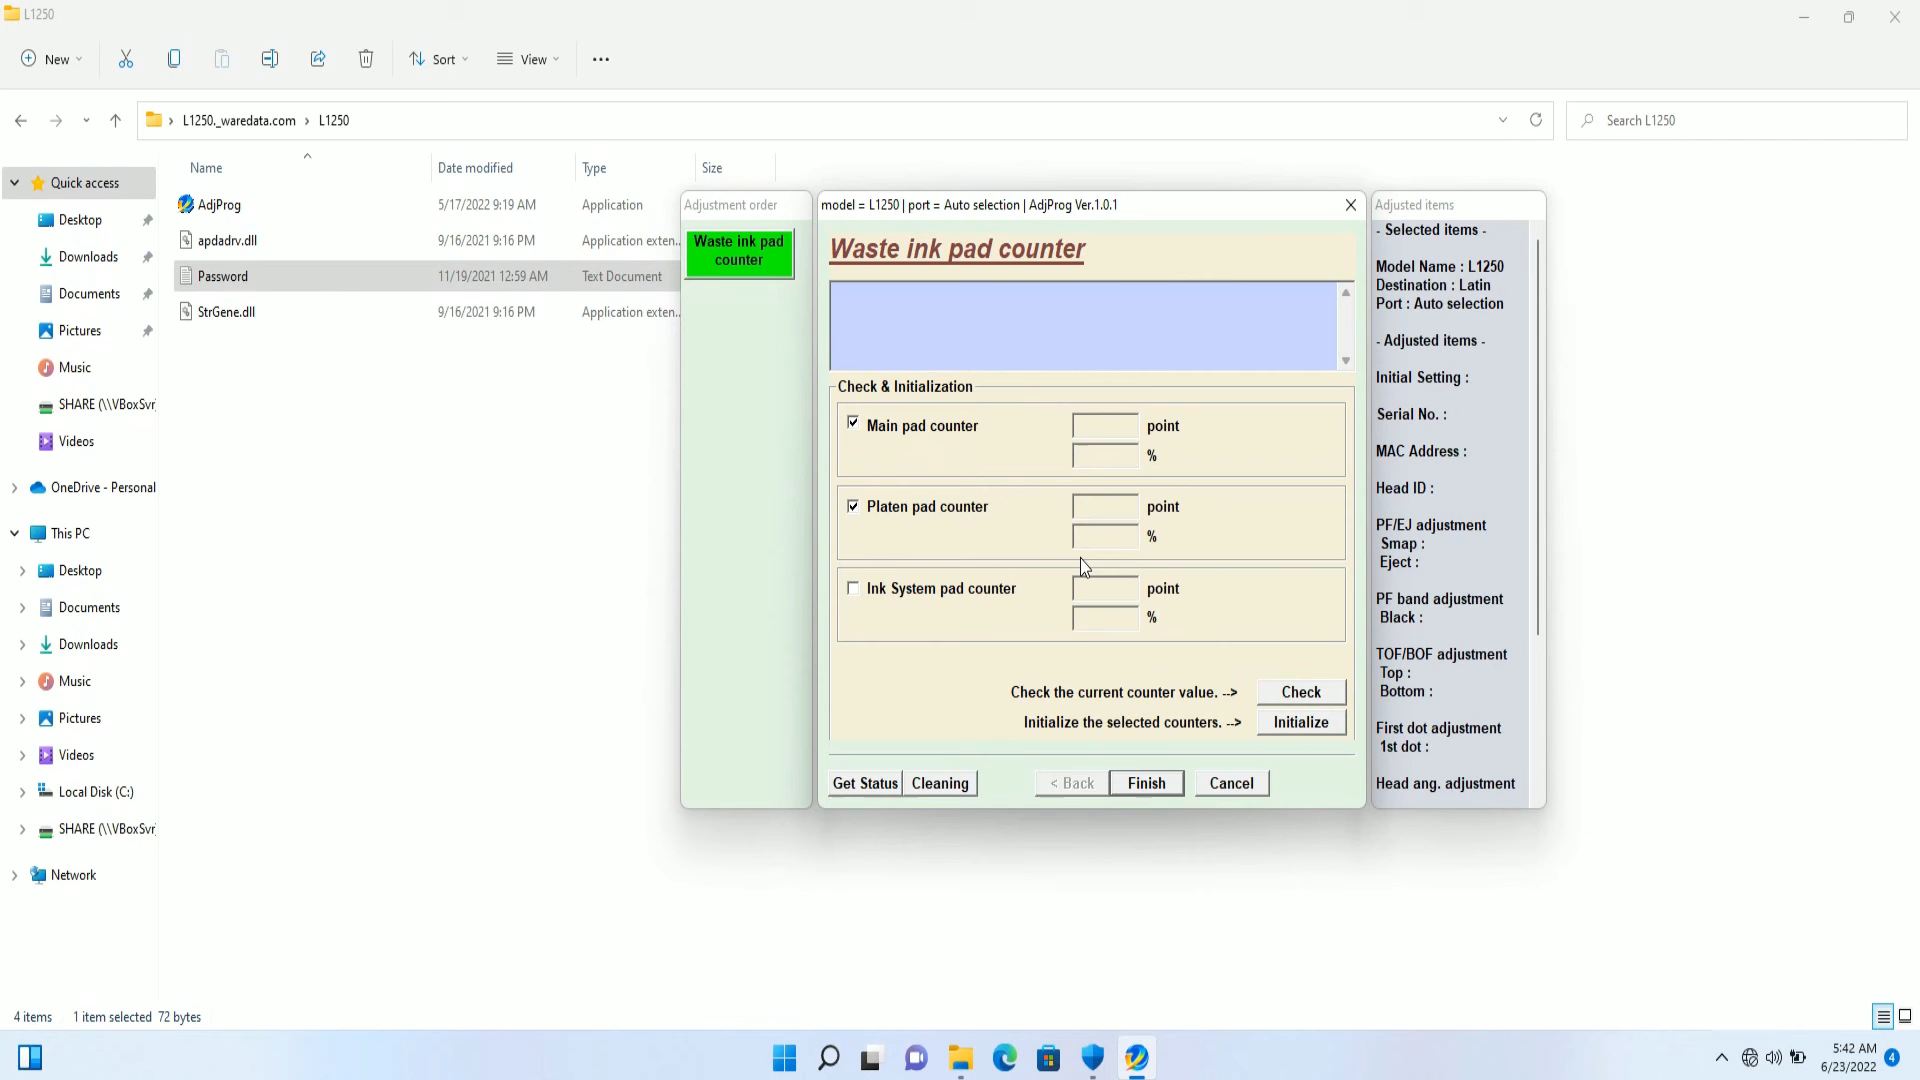 L1250
New
Sort
View
L1250._waredata.com
L1250
Search L1250
Name
Date modified
Type
Size
Quick access
Desktop
Downloads
Documents
Pictures
Music
SHARE (\\VBoxSvr)
Videos
OneDrive - Personal
This PC
Desktop
Documents
Downloads
Music
Pictures
Videos
Local Disk (C:)
SHARE (\\VBoxSvr)
Network
AdjProg
5/17/2022 9:19 AM
Application
apdadrv.dll
9/16/2021 9:16 PM
Application exten...
Password
11/19/2021 12:59 AM
Text Document
StrGene.dll
9/16/2021 9:16 PM
Application exten...
Adjustment order
Waste ink pad
counter
model = L1250 | port = Auto selection | AdjProg Ver.1.0.1
Waste ink pad counter
Check & Initialization
Main pad counter
point
%
Platen pad counter
point
%
Ink System pad counter
point
%
Check the current counter value. -->
Check
Initialize the selected counters. -->
Initialize
Get Status
Cleaning
< Back
Finish
Cancel
Adjusted items
- Selected items -
Model Name : L1250
Destination : Latin
Port : Auto selection
- Adjusted items -
Initial Setting :
Serial No. :
MAC Address :
Head ID :
PF/EJ adjustment
Smap :
Eject :
PF band adjustment
Black :
TOF/BOF adjustment
Top :
Bottom :
First dot adjustment
1st dot :
Head ang. adjustment
4 items
1 item selected 72 bytes
5:42 AM
6/23/2022
4